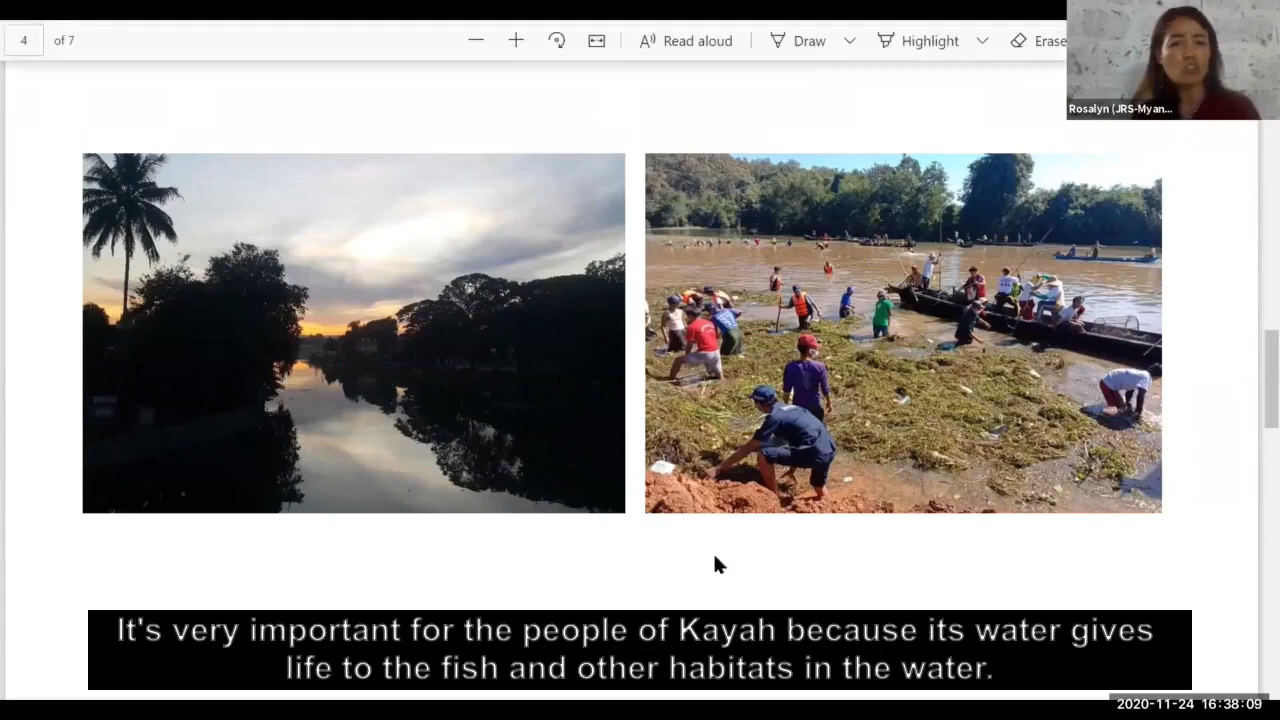 4 of 7 Read aloud Draw Highlight Erase
Rosalyn (JRS-Myan...
It's very important for the people of Kayah because its water gives
life to the fish and other habitats in the water.
2020-11-24 16:38:09